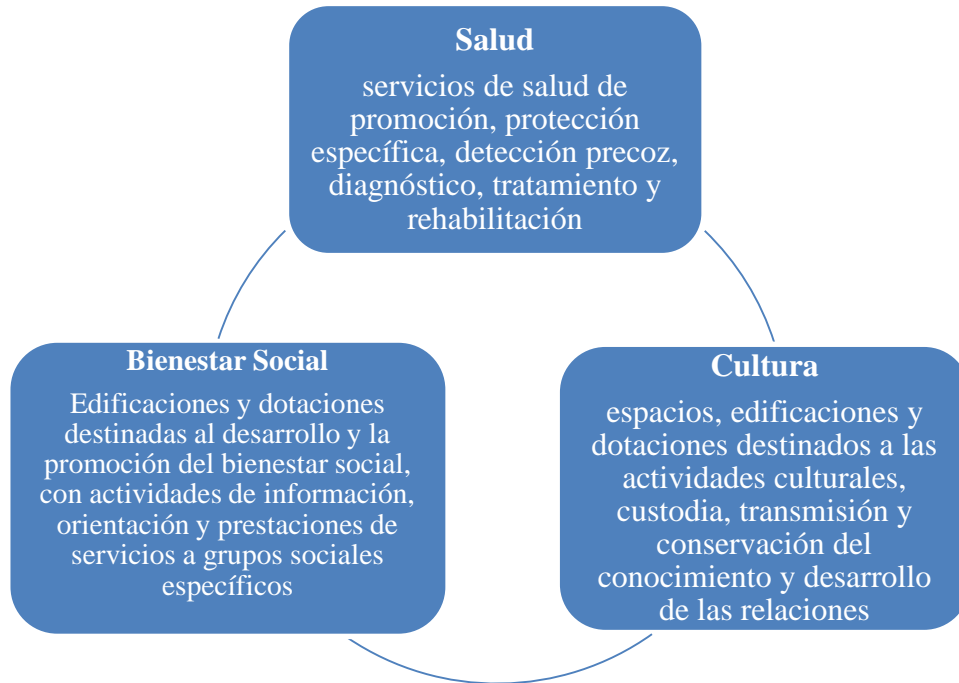 Salud
servicios de salud de
promoción, protección
específica, detección precoz,
diagnóstico, tratamiento y
rehabilitación
Bienestar Social
Edificaciones y dotaciones
destinadas al desarrollo y la
promoción del bienestar social,
con actividades de información,
orientación y prestaciones de
servicios a grupos sociales
específicos
Cultura
espacios, edificaciones y
dotaciones destinados a las
actividades culturales,
custodia, transmisión y
conservación del
conocimiento y desarrollo
de las relaciones